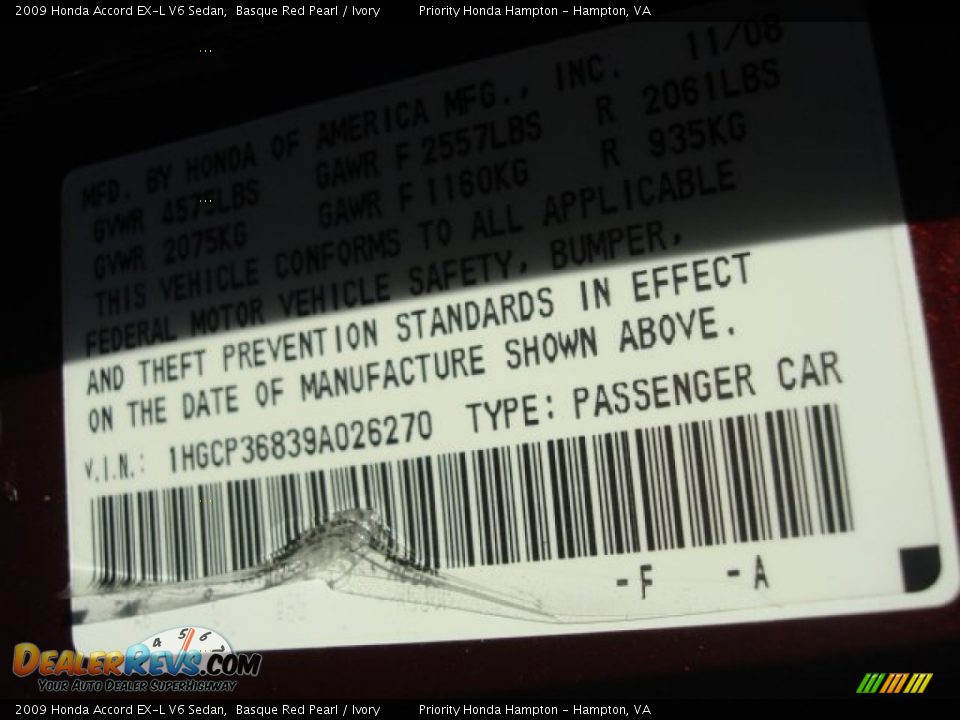 2009 Honda Accord EX-L V6 Sedan, Basque Red Pearl / Ivory Priority Honda Hampton - Hampton, VA
MFD. BY HONDA OF AMERICA MFG., INC. 11/08
GVWR 4575LBS GAWR F 2557LBS R 2061LBS
GVWR 2075KG GAWR F 1160KG R 935KG
THIS VEHICLE CONFORMS TO ALL APPLICABLE
FEDERAL MOTOR VEHICLE SAFETY, BUMPER,
AND THEFT PREVENTION STANDARDS IN EFFECT
ON THE DATE OF MANUFACTURE SHOWN ABOVE.
V.I.N.: 1HGCP36839A026270 TYPE: PASSENGER CAR
-F -A
4 5 6 7
DEALERREVS.COM
YOUR AUTO DEALER SUPERHIGHWAY
2009 Honda Accord EX-L V6 Sedan, Basque Red Pearl / Ivory Priority Honda Hampton - Hampton, VA